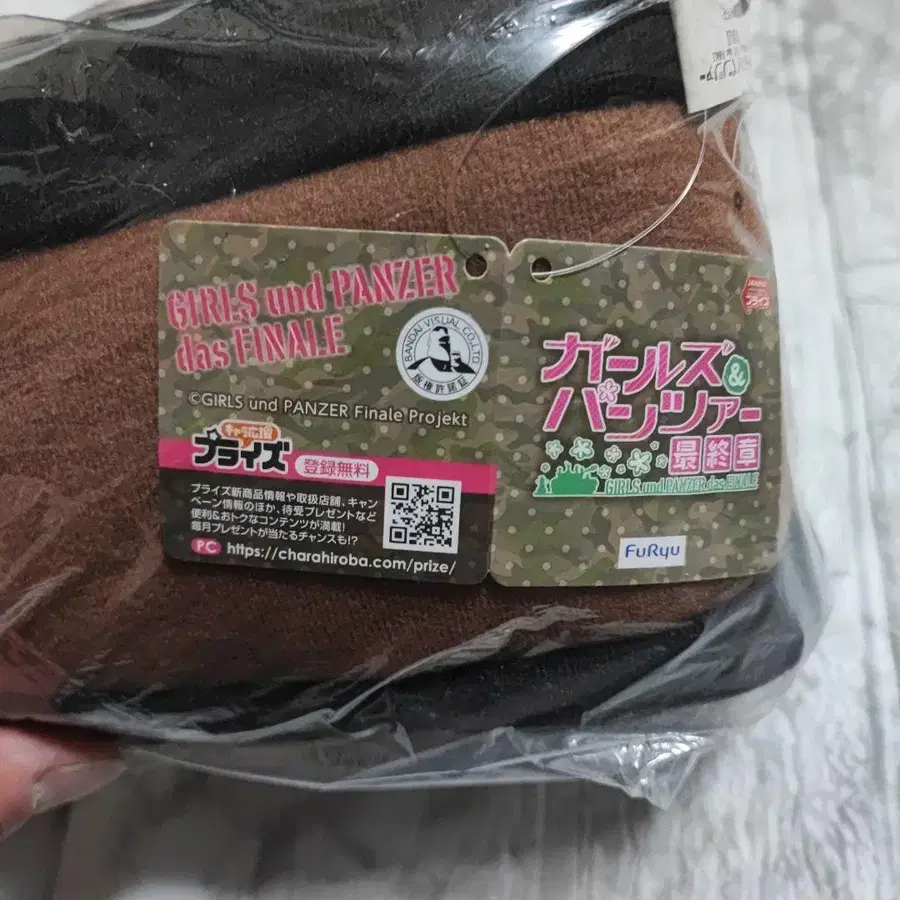 GIRLS und PANZER
das FINALE
BANDAI VISUAL CO.,LTD.
版権許諾証
©GIRLS und PANZER Finale Projekt
キャラ広場
プライズ
登録無料
プライズ新商品情報や取扱店舗、キャン
ペーン情報のほか、待受プレゼントなど
便利&おトクなコンテンツが満載!
毎月プレゼントが当たるチャンスも!?
PC https://charahiroba.com/prize/
プライズ
ガールズ
&
パンツァー
最終章
GIRLS und PANZER das FINALE
FuRyu